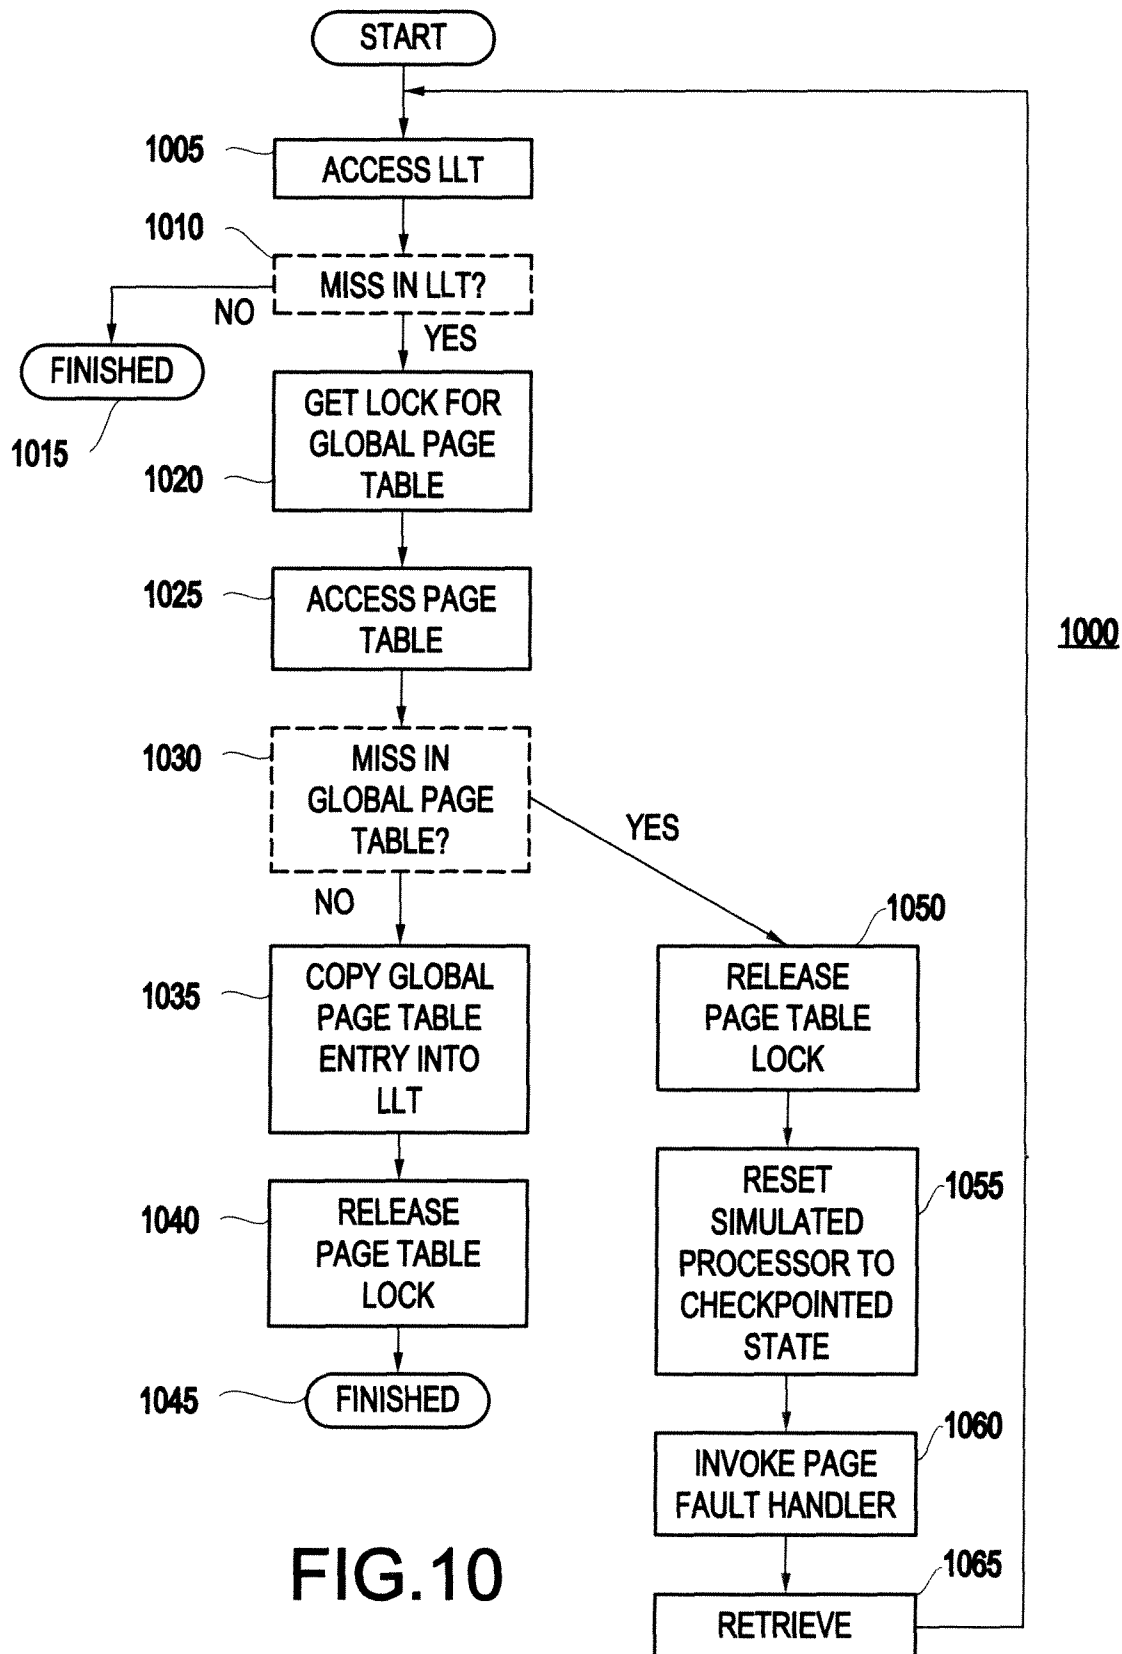 START
1005
ACCESS LLT
1010
MISS IN LLT?
NO
YES
FINISHED
1015
GET LOCK FOR
GLOBAL PAGE
TABLE
1020
1025
ACCESS PAGE
TABLE
1000
1030
MISS IN
GLOBAL PAGE
TABLE?
YES
NO
1050
1035
COPY GLOBAL
PAGE TABLE
ENTRY INTO
LLT
RELEASE
PAGE TABLE
LOCK
1040
RELEASE
PAGE TABLE
LOCK
1055
RESET
SIMULATED
PROCESSOR TO
CHECKPOINTED
STATE
1045
FINISHED
1060
INVOKE PAGE
FAULT HANDLER
1065
RETRIEVE
FIG.10